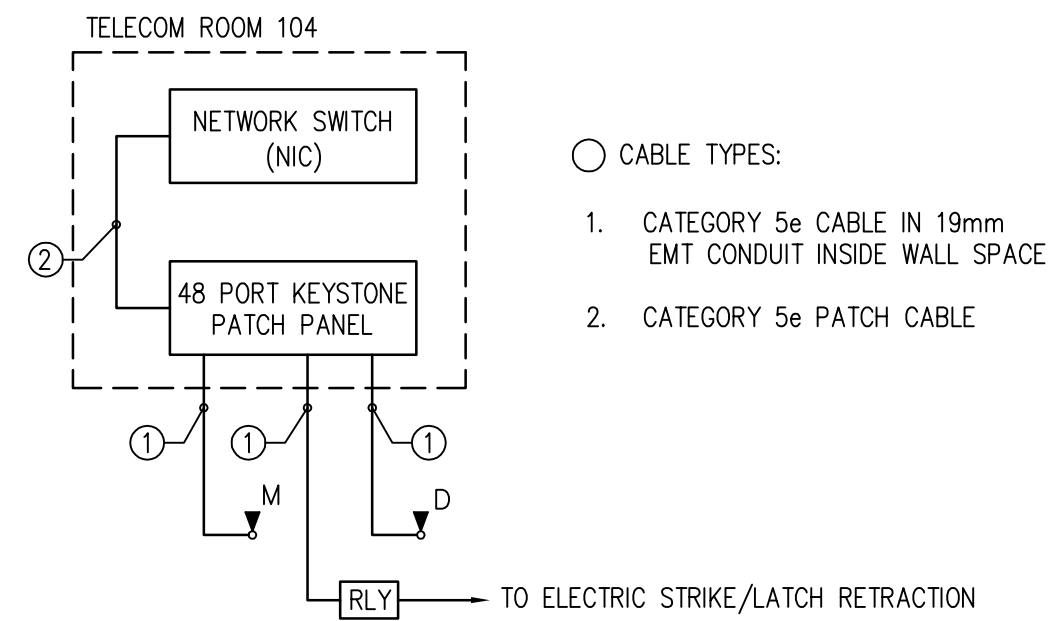 TELECOM ROOM 104
NETWORK SWITCH
(NIC)
2
48 PORT KEYSTONE
PATCH PANEL
1
1
1
M
D
RLY
TO ELECTRIC STRIKE/LATCH RETRACTION
CABLE TYPES:
1. CATEGORY 5e CABLE IN 19mm
EMT CONDUIT INSIDE WALL SPACE
2. CATEGORY 5e PATCH CABLE